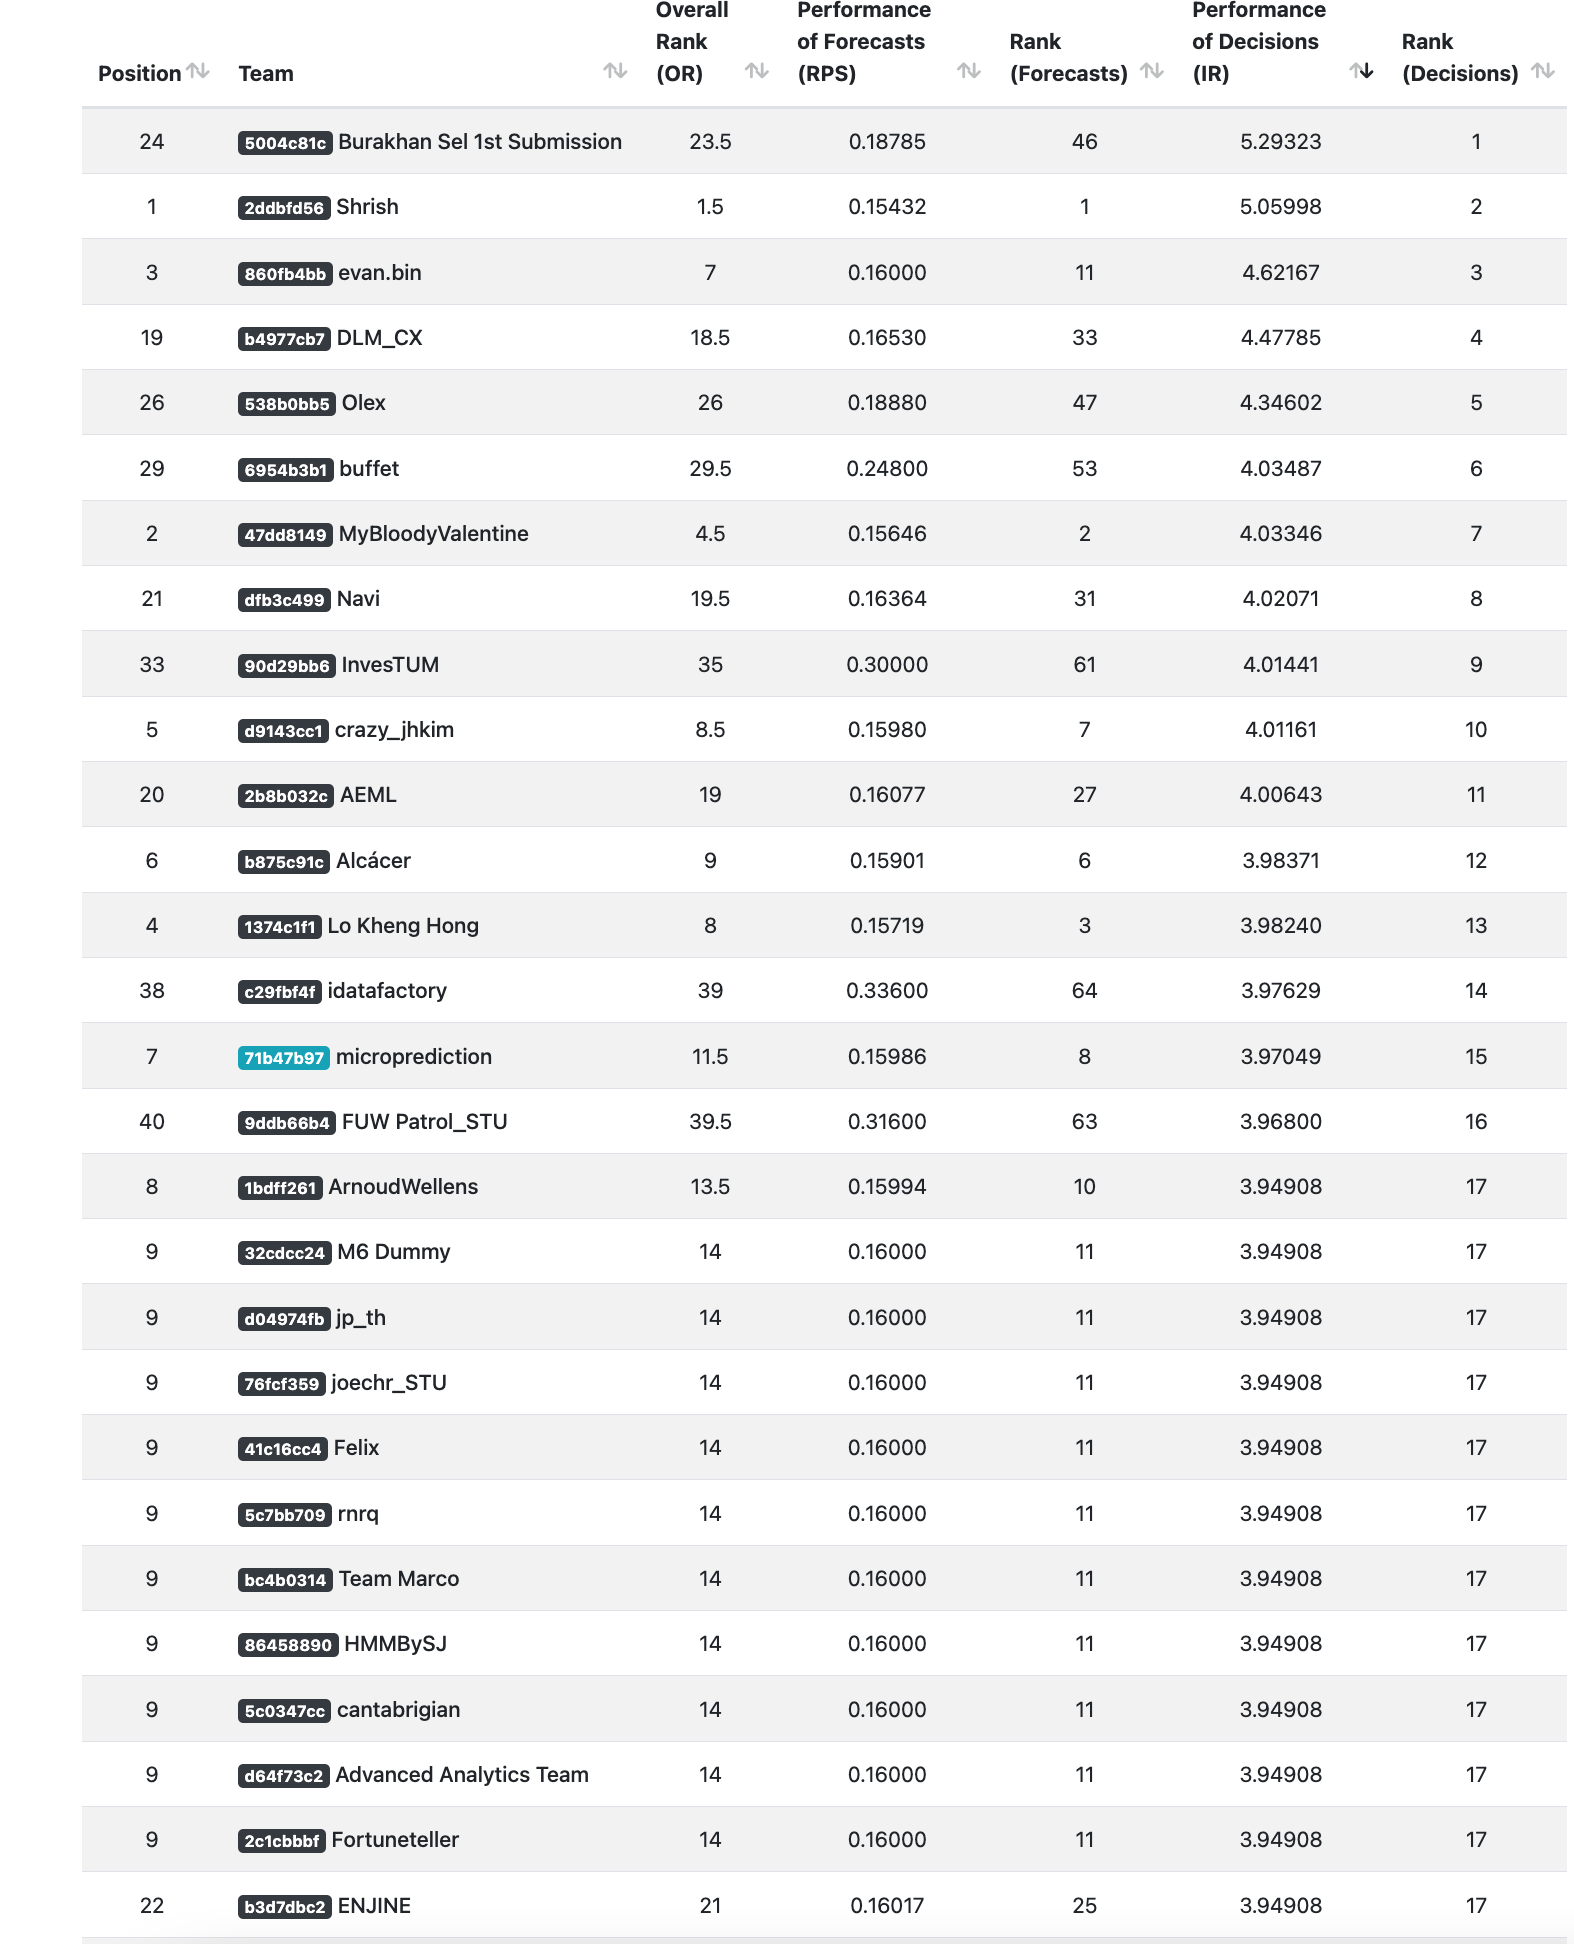 Position Team Overall Rank (OR) Performance of Forecasts (RPS) Rank (Forecasts) Performance of Decisions (IR) Rank (Decisions)
24 5004c81c Burakhan Sel 1st Submission 23.5 0.18785 46 5.29323 1
1 2ddbfd56 Shrish 1.5 0.15432 1 5.05998 2
3 860fb4bb evan.bin 7 0.16000 11 4.62167 3
19 b4977cb7 DLM_CX 18.5 0.16530 33 4.47785 4
26 538b0bb5 Olex 26 0.18880 47 4.34602 5
29 6954b3b1 buffet 29.5 0.24800 53 4.03487 6
2 47dd8149 MyBloodyValentine 4.5 0.15646 2 4.03346 7
21 dfb3c499 Navi 19.5 0.16364 31 4.02071 8
33 90d29bb6 InvesTUM 35 0.30000 61 4.01441 9
5 d9143cc1 crazy_jhkim 8.5 0.15980 7 4.01161 10
20 2b8b032c AEML 19 0.16077 27 4.00643 11
6 b875c91c Alcácer 9 0.15901 6 3.98371 12
4 1374c1f1 Lo Kheng Hong 8 0.15719 3 3.98240 13
38 c29fbf4f idatafactory 39 0.33600 64 3.97629 14
7 71b47b97 microprediction 11.5 0.15986 8 3.97049 15
40 9ddb66b4 FUW Patrol_STU 39.5 0.31600 63 3.96800 16
8 1bdff261 ArnoudWellens 13.5 0.15994 10 3.94908 17
9 32cdcc24 M6 Dummy 14 0.16000 11 3.94908 17
9 d04974fb jp_th 14 0.16000 11 3.94908 17
9 76fcf359 joechr_STU 14 0.16000 11 3.94908 17
9 41c16cc4 Felix 14 0.16000 11 3.94908 17
9 5c7bb709 rnrq 14 0.16000 11 3.94908 17
9 bc4b0314 Team Marco 14 0.16000 11 3.94908 17
9 86458890 HMMBySJ 14 0.16000 11 3.94908 17
9 5c0347cc cantabrigian 14 0.16000 11 3.94908 17
9 d64f73c2 Advanced Analytics Team 14 0.16000 11 3.94908 17
9 2c1cbbbf Fortuneteller 14 0.16000 11 3.94908 17
22 b3d7dbc2 ENJINE 21 0.16017 25 3.94908 17